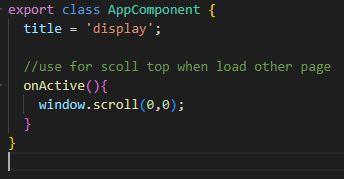 export class AppComponent {
title = 'display';
//use for scoll top when load other page
onActive(){
window.scroll(0,0);
}
}